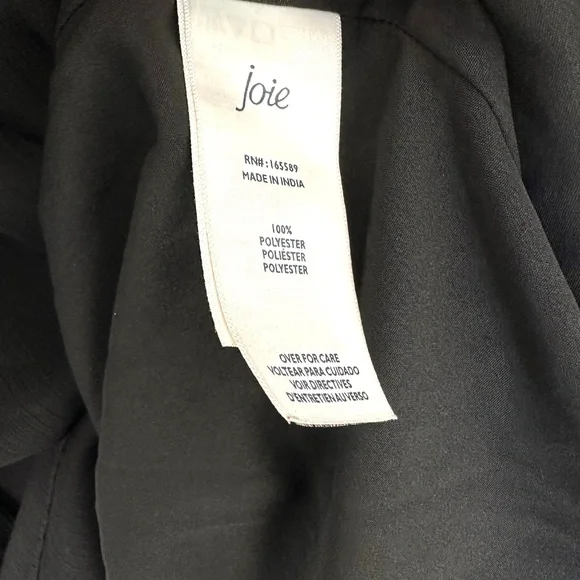 joie
RN#: 165589
MADE IN INDIA
100%
POLYESTER
POLIÉSTER
POLYESTER
OVER FOR CARE
VOLTEAR PARA CUIDADO
VOIR DIRECTIVES
D'ENTRETIEN AU VERSO